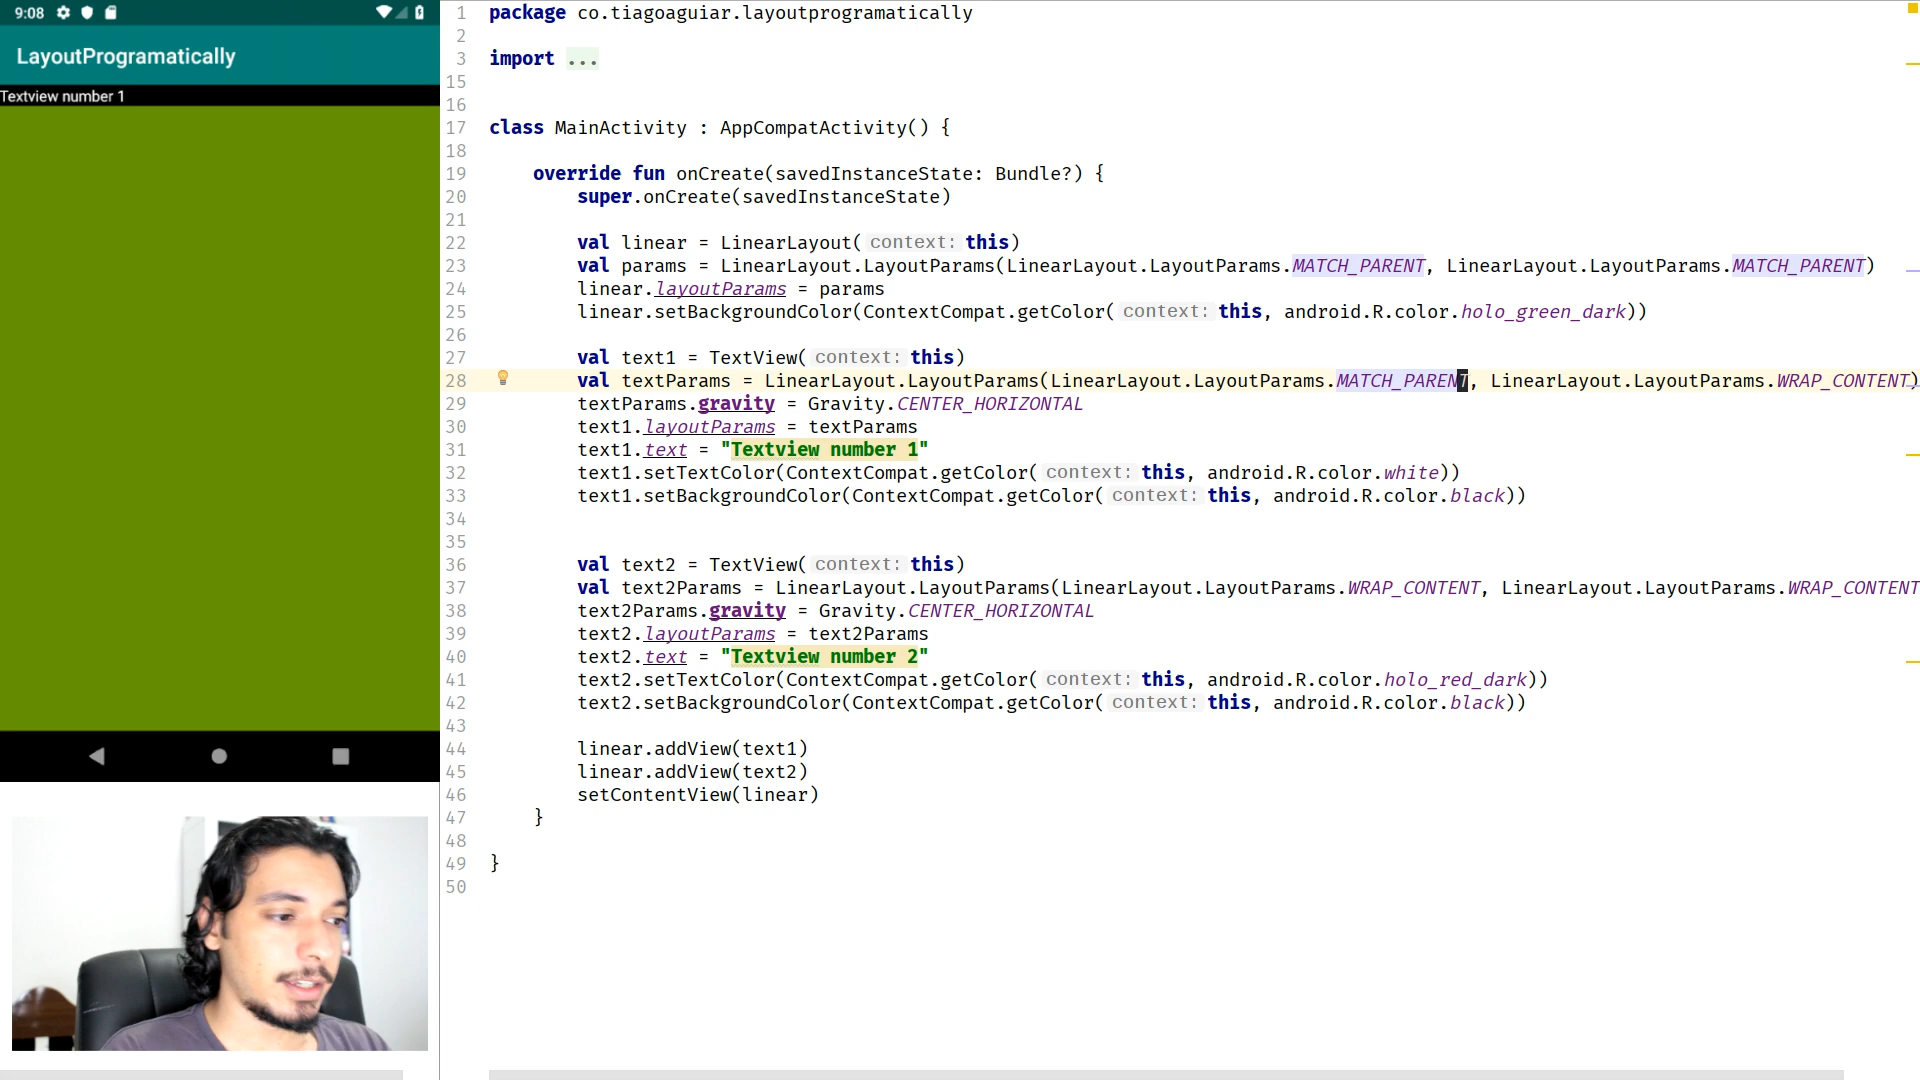 9:08
LayoutProgramatically
Textview number 1
1 package co.tiagoaguiar.layoutprogramatically
2
3 import ...
15
16
17 class MainActivity : AppCompatActivity() {
18
19 override fun onCreate(savedInstanceState: Bundle?) {
20 super.onCreate(savedInstanceState)
21
22 val linear = LinearLayout( context: this)
23 val params = LinearLayout.LayoutParams(LinearLayout.LayoutParams.MATCH_PARENT, LinearLayout.LayoutParams.MATCH_PARENT)
24 linear.layoutParams = params
25 linear.setBackgroundColor(ContextCompat.getColor( context: this, android.R.color.holo_green_dark))
26
27 val text1 = TextView( context: this)
28 val textParams = LinearLayout.LayoutParams(LinearLayout.LayoutParams.MATCH_PARENT, LinearLayout.LayoutParams.WRAP_CONTENT)
29 textParams.gravity = Gravity.CENTER_HORIZONTAL
30 text1.layoutParams = textParams
31 text1.text = "Textview number 1"
32 text1.setTextColor(ContextCompat.getColor( context: this, android.R.color.white))
33 text1.setBackgroundColor(ContextCompat.getColor( context: this, android.R.color.black))
34
35
36 val text2 = TextView( context: this)
37 val text2Params = LinearLayout.LayoutParams(LinearLayout.LayoutParams.WRAP_CONTENT, LinearLayout.LayoutParams.WRAP_CONTENT
38 text2Params.gravity = Gravity.CENTER_HORIZONTAL
39 text2.layoutParams = text2Params
40 text2.text = "Textview number 2"
41 text2.setTextColor(ContextCompat.getColor( context: this, android.R.color.holo_red_dark))
42 text2.setBackgroundColor(ContextCompat.getColor( context: this, android.R.color.black))
43
44 linear.addView(text1)
45 linear.addView(text2)
46 setContentView(linear)
47 }
48
49 }
50